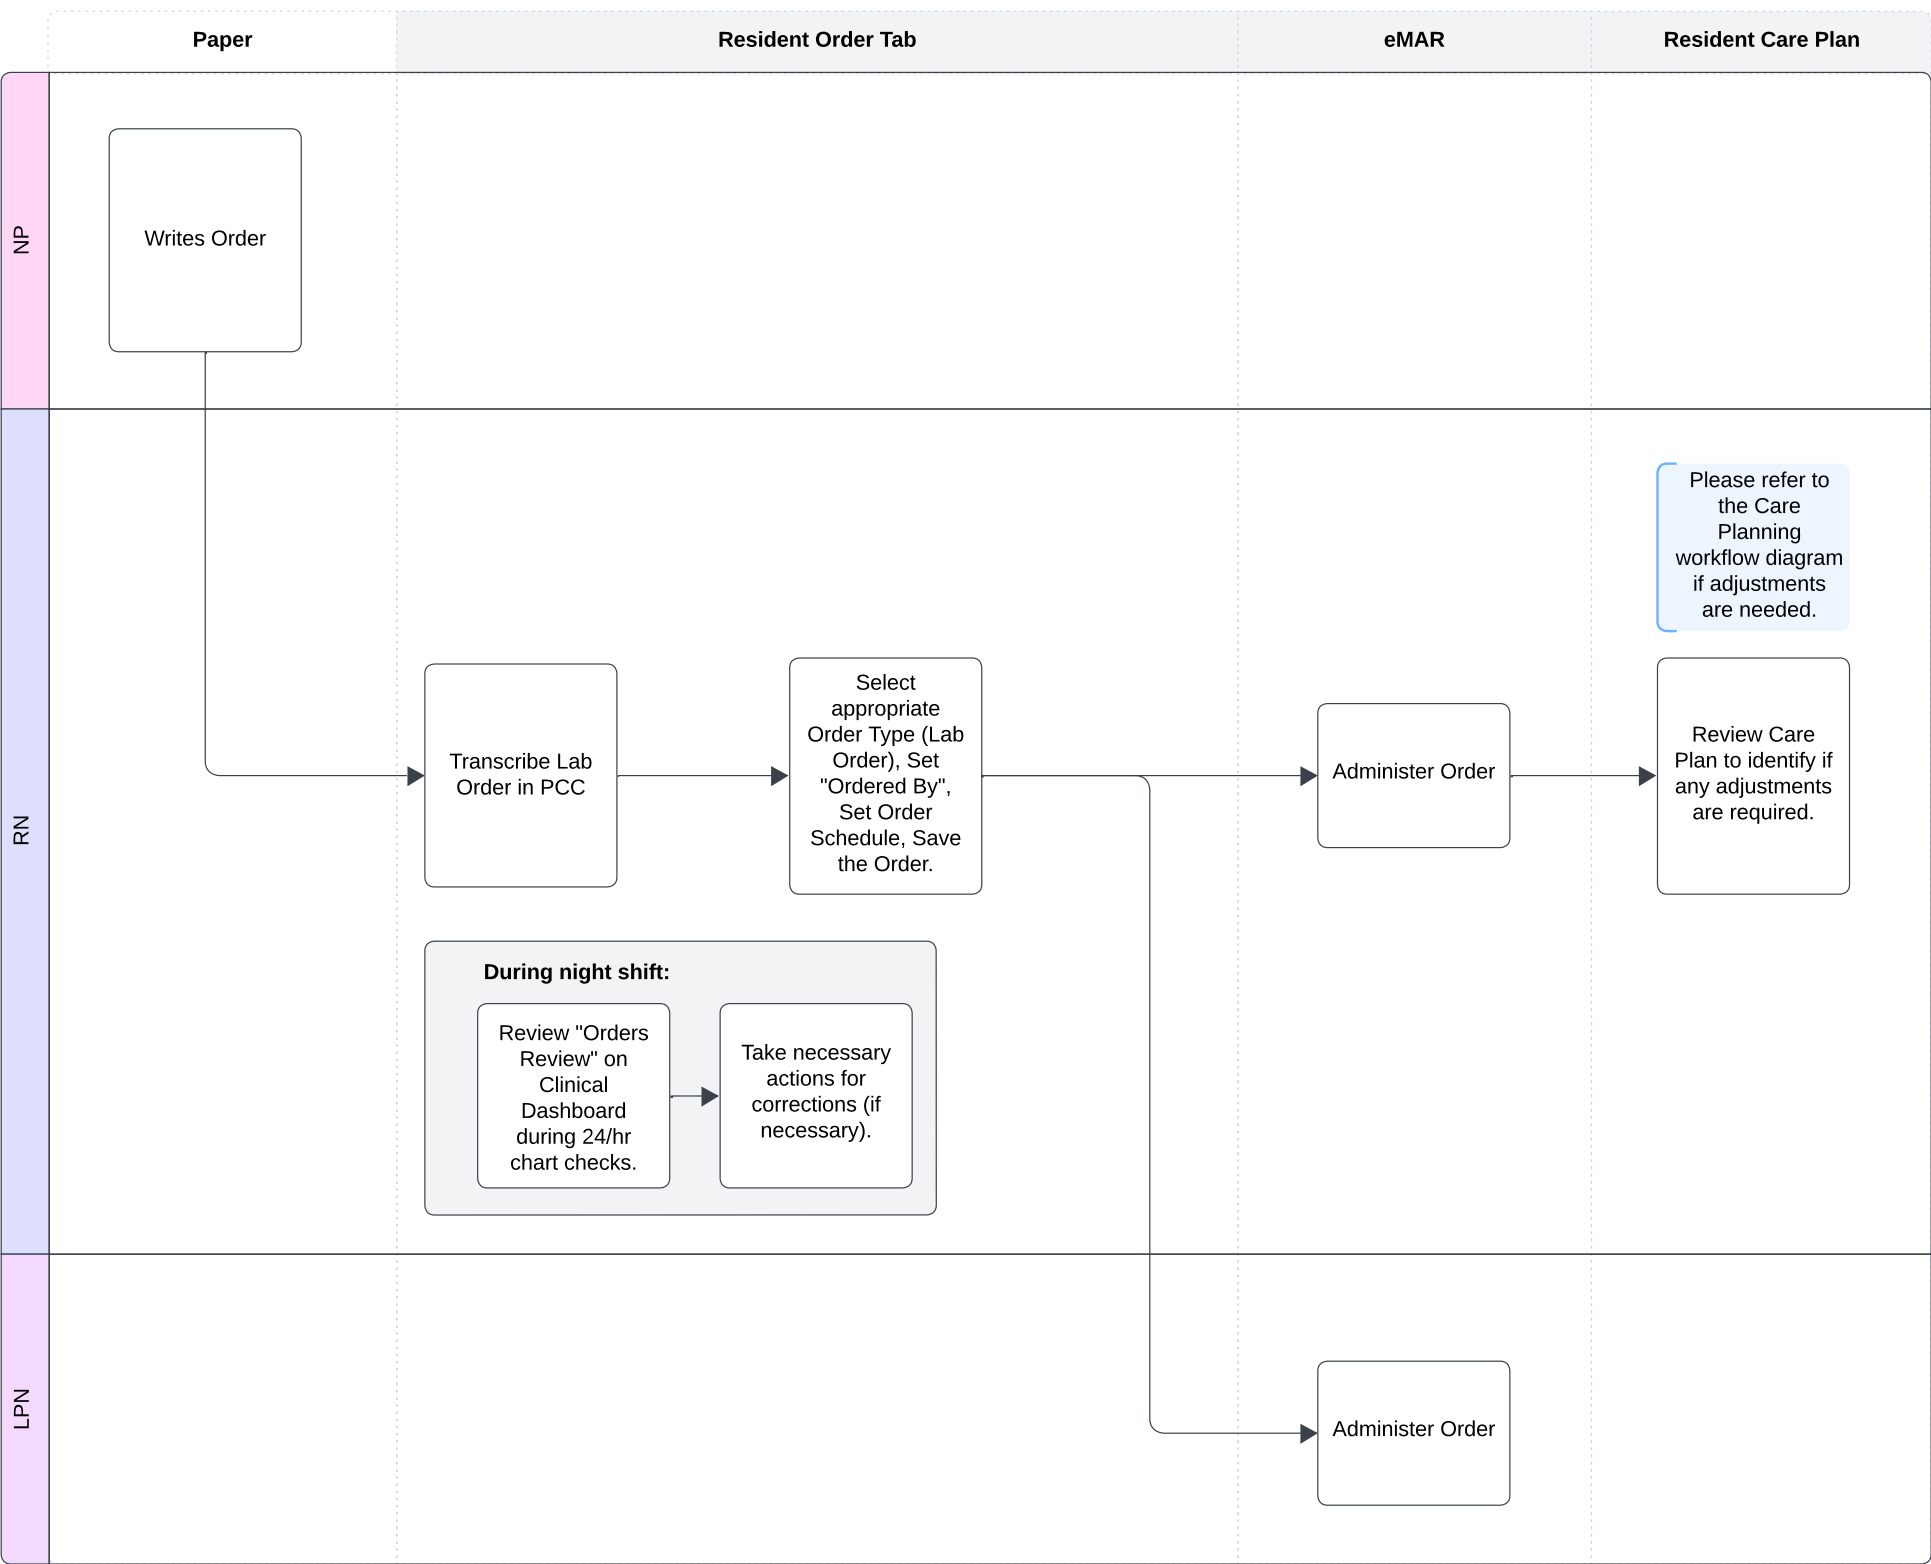 Paper
Resident Order Tab
eMAR
Resident Care Plan
NP
Writes Order
RN
Please refer to
the Care
Planning
workflow diagram
if adjustments
are needed.
Transcribe Lab
Order in PCC
Select
appropriate
Order Type (Lab
Order), Set
"Ordered By",
Set Order
Schedule, Save
the Order.
Administer Order
Review Care
Plan to identify if
any adjustments
are required.
During night shift:
Review "Orders
Review" on
Clinical
Dashboard
during 24/hr
chart checks.
Take necessary
actions for
corrections (if
necessary).
LPN
Administer Order